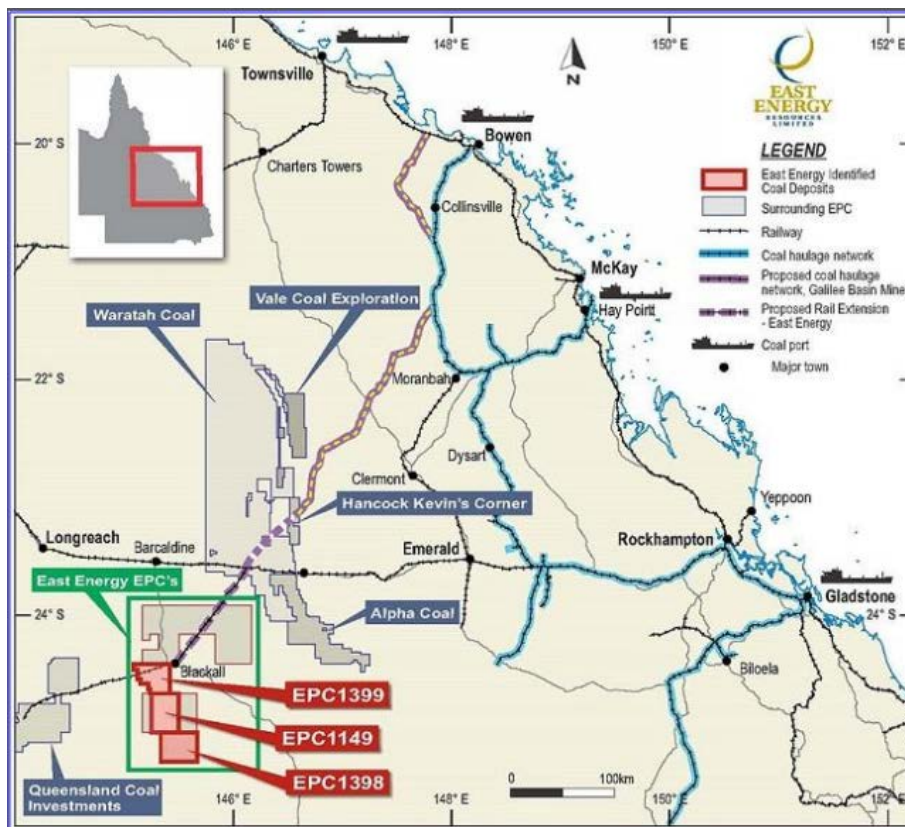 146° E
148° E
150° E
152° E
Townsville
N
EAST
ENERGY
RESOURCES
LIMITED
20° S
Bowen
Charters Towers
LEGEND
East Energy Identified
Coal Deposits
Surrounding EPC
Railway
Coal haulage network
Proposed coal haulage
network, Galilee Basin Mine
Proposed Rail Extension
- East Energy
Coal port
Major town
Collinsville
McKay
Hay Point
Vale Coal Exploration
Waratah Coal
22° S
Moranbah
Dysart
Clermont
Hancock Kevin's Corner
Yeppoon
Longreach
Barcaldine
Emerald
Rockhampton
East Energy EPC's
Gladstone
24° S
24° S
Alpha Coal
Blackall
Biloela
EPC1399
EPC1149
EPC1398
Queensland Coal
Investments
0
100km
146° E
148° E
150° E
152° E